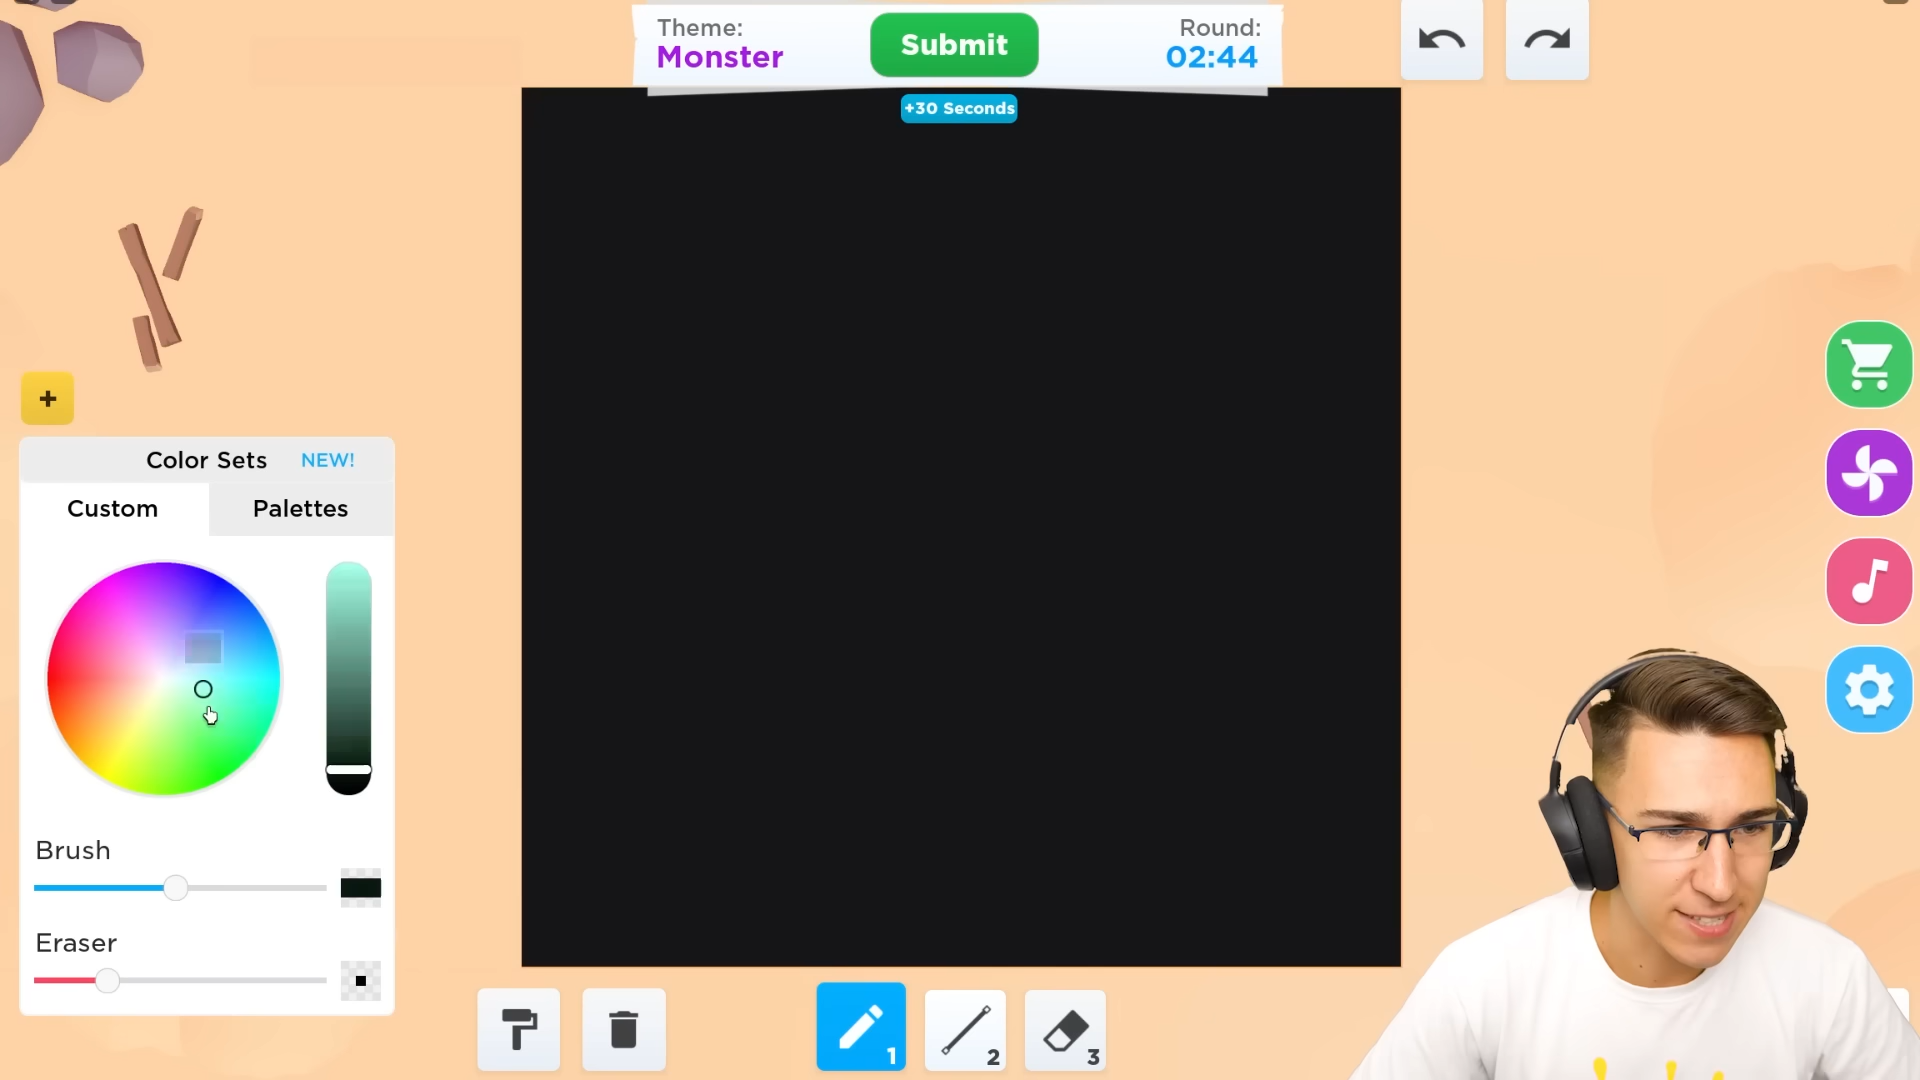 Theme:
Monster
Submit
Round:
02:44
+30 Seconds
+
Color Sets
NEW!
Custom
Palettes
Brush
Eraser
1
2
3